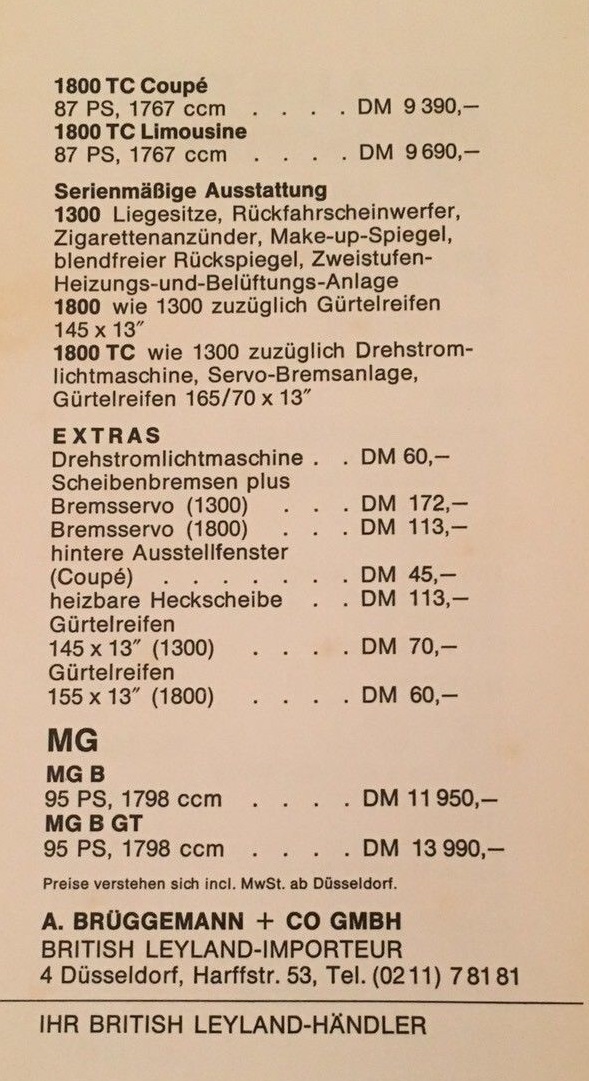 1800 TC Coupé
87 PS, 1767 ccm . . . . DM 9 390,—
1800 TC Limousine
87 PS, 1767 ccm . . . . DM 9 690,—
Serienmäßige Ausstattung
1300 Liegesitze, Rückfahrscheinwerfer,
Zigarettenanzünder, Make-up-Spiegel,
blendfreier Rückspiegel, Zweistufen-
Heizungs-und-Belüftungs-Anlage
1800 wie 1300 zuzüglich Gürtelreifen
145 x 13″
1800 TC wie 1300 zuzüglich Drehstrom-
lichtmaschine, Servo-Bremsanlage,
Gürtelreifen 165/70 x 13″
EXTRAS
Drehstromlichtmaschine . . DM 60,—
Scheibenbremsen plus
Bremsservo (1300) . . . DM 172,—
Bremsservo (1800) . . . DM 113,—
hintere Ausstellfenster
(Coupé) . . . . . . . DM 45,—
heizbare Heckscheibe . . DM 113,—
Gürtelreifen
145 x 13″ (1300) . . . . DM 70,—
Gürtelreifen
155 x 13″ (1800) . . . . DM 60,—
MG
MG B
95 PS, 1798 ccm . . . . DM 11 950,—
MG B GT
95 PS, 1798 ccm . . . . DM 13 990,—
Preise verstehen sich incl. MwSt. ab Düsseldorf.
A. BRÜGGEMANN + CO GMBH
BRITISH LEYLAND-IMPORTEUR
4 Düsseldorf, Harffstr. 53, Tel. (02 11) 7 81 81
IHR BRITISH LEYLAND-HÄNDLER